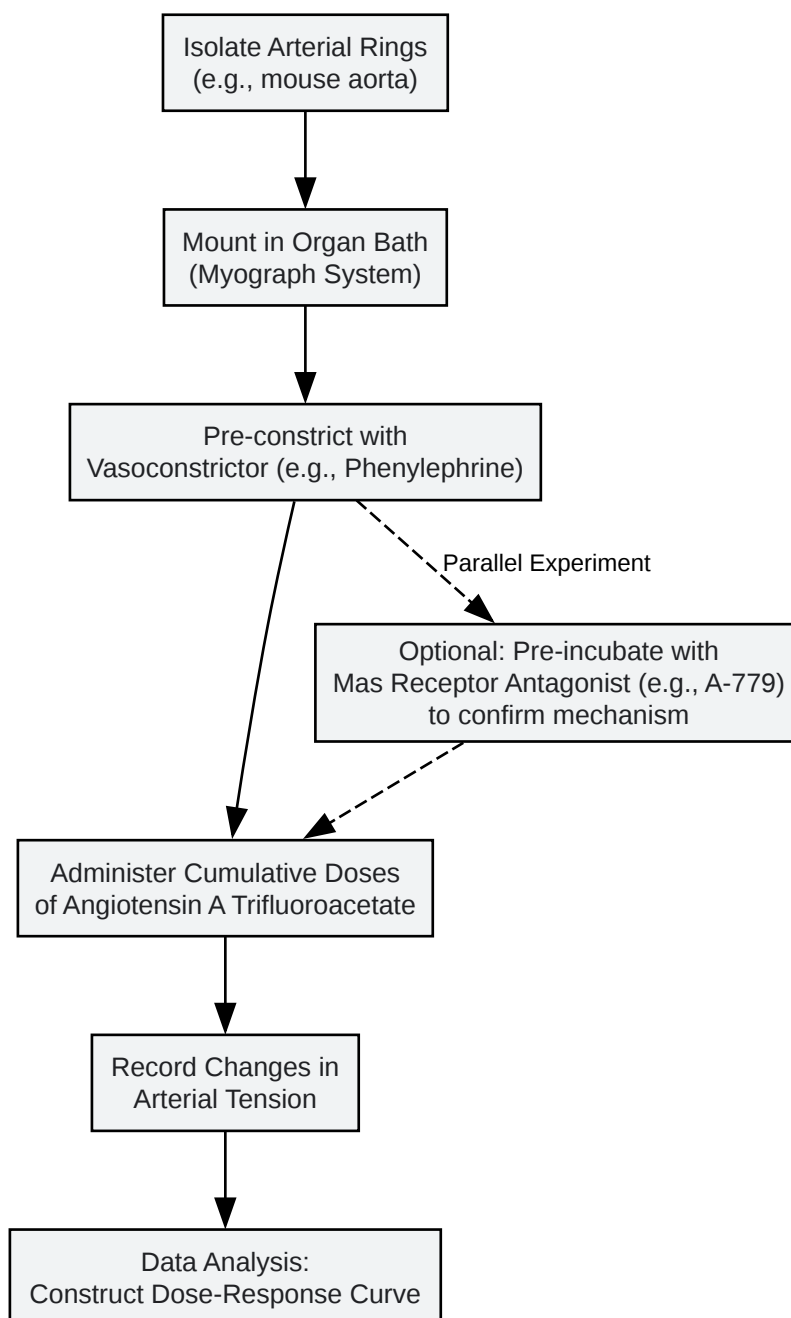 Isolate Arterial Rings
(e.g., mouse aorta)
Mount in Organ Bath
(Myograph System)
Pre-constrict with
Vasoconstrictor (e.g., Phenylephrine)
Parallel Experiment
Optional: Pre-incubate with
Mas Receptor Antagonist (e.g., A-779)
to confirm mechanism
Administer Cumulative Doses
of Angiotensin A Trifluoroacetate
Record Changes in
Arterial Tension
Data Analysis:
Construct Dose-Response Curve